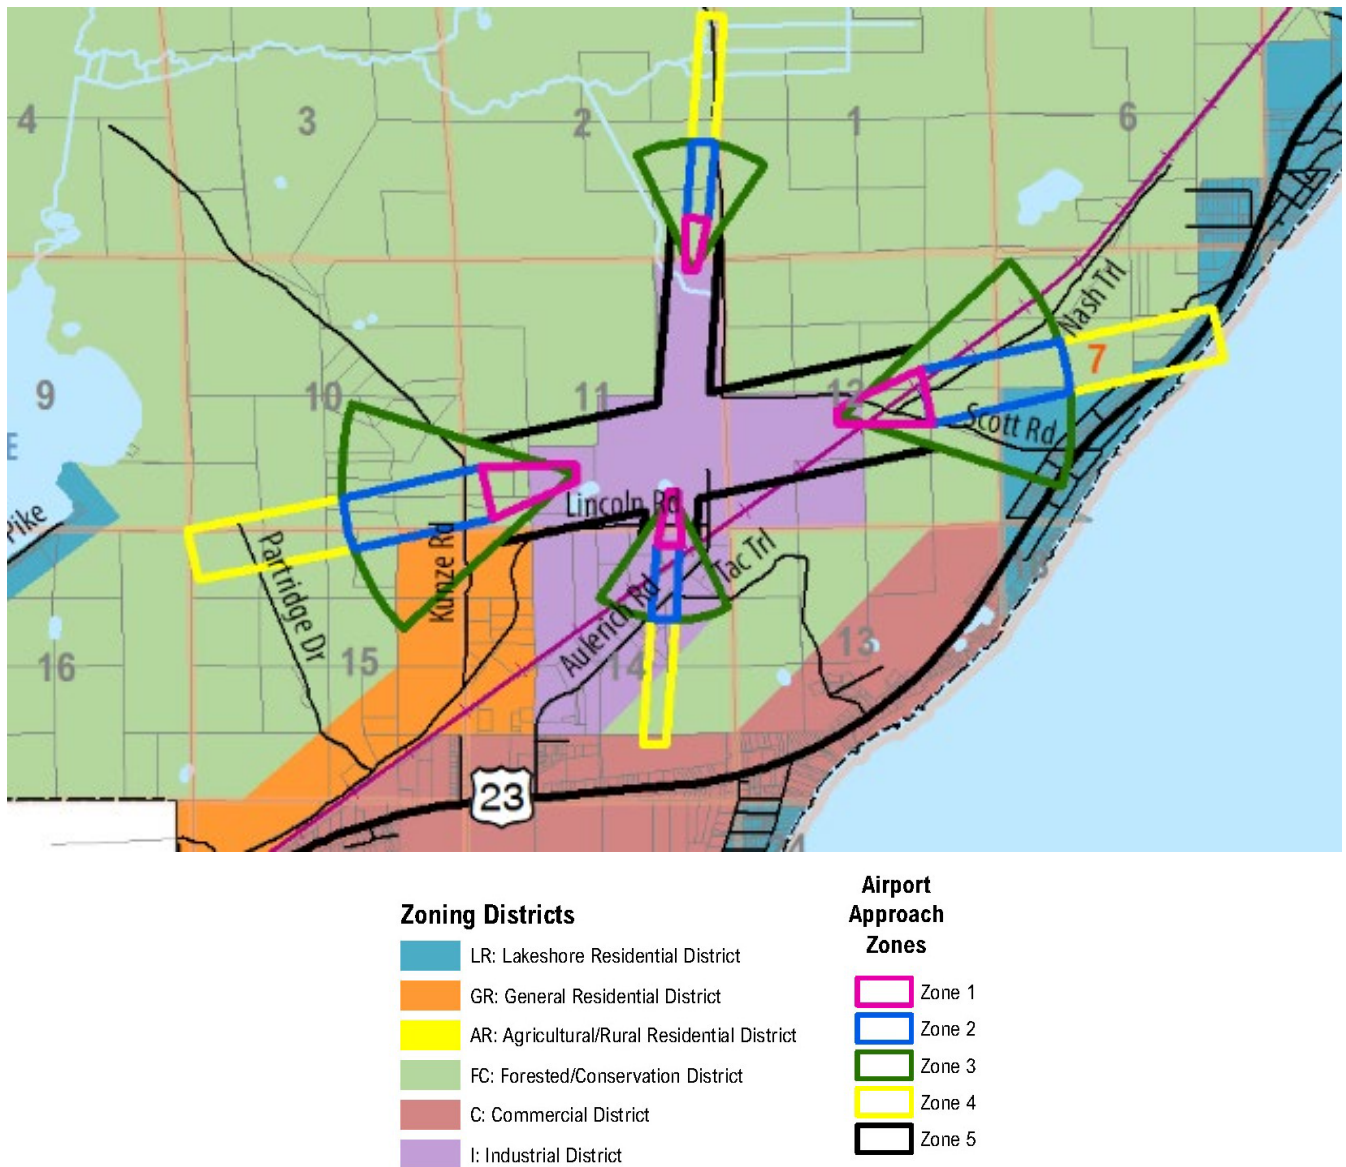 4
3
2
1
6
Nash Trl
7
9
10
11
12
E
Scott Rd
Pike
Lincoln Rd
Partridge Dr
Kunze Rd
Aulerich Rd
Tac Trl
16
15
14
13
23
Zoning Districts
LR: Lakeshore Residential District
GR: General Residential District
AR: Agricultural/Rural Residential District
FC: Forested/Conservation District
C: Commercial District
I: Industrial District
Airport
Approach
Zones
Zone 1
Zone 2
Zone 3
Zone 4
Zone 5